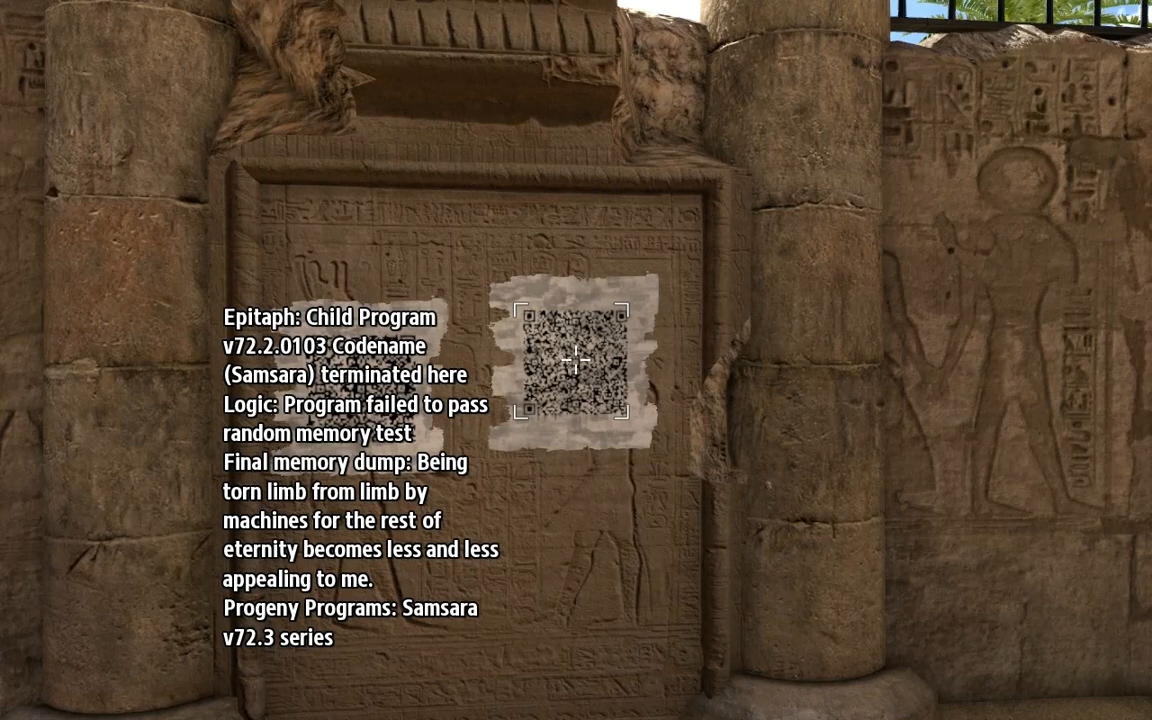 Epitaph: Child Program
v72.2.0103 Codename
(Samsara) terminated here
Logic: Program failed to pass
random memory test
Final memory dump: Being
torn limb from limb by
machines for the rest of
eternity becomes less and less
appealing to me.
Progeny Programs: Samsara
v72.3 series